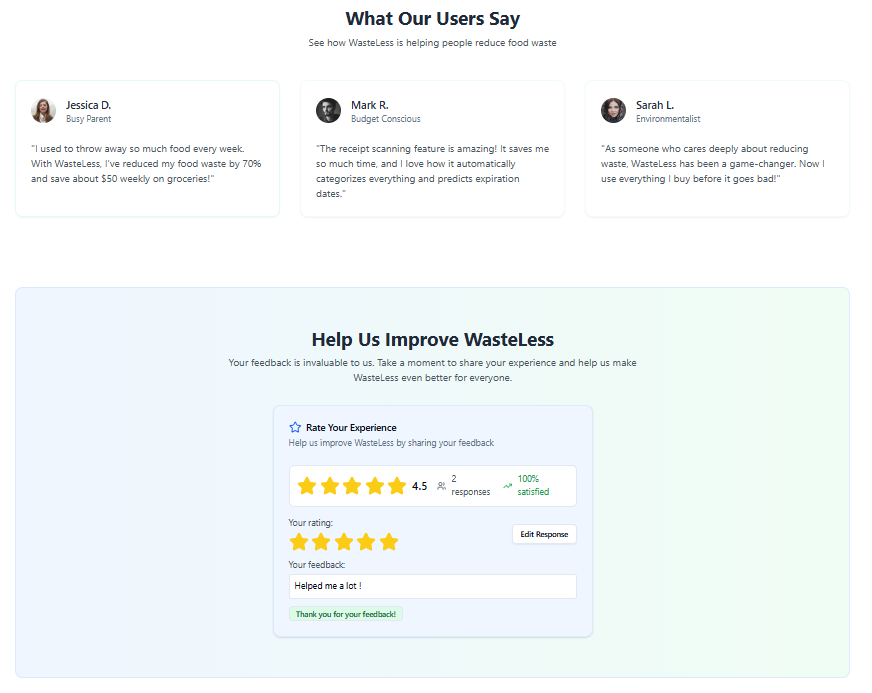 What Our Users Say
See how WasteLess is helping people reduce food waste
Jessica D.
Busy Parent
"I used to throw away so much food every week.
With WasteLess, I've reduced my food waste by 70%
and save about $50 weekly on groceries!"
Mark R.
Budget Conscious
"The receipt scanning feature is amazing! It saves me
so much time, and I love how it automatically
categorizes everything and predicts expiration
dates."
Sarah L.
Environmentalist
"As someone who cares deeply about reducing
waste, WasteLess has been a game-changer. Now I
use everything I buy before it goes bad!"
Help Us Improve WasteLess
Your feedback is invaluable to us. Take a moment to share your experience and help us make
WasteLess even better for everyone.
Rate Your Experience
Help us improve WasteLess by sharing your feedback
4.5
2
responses
100%
satisfied
Your rating:
Edit Response
Your feedback:
Helped me a lot !
Thank you for your feedback!